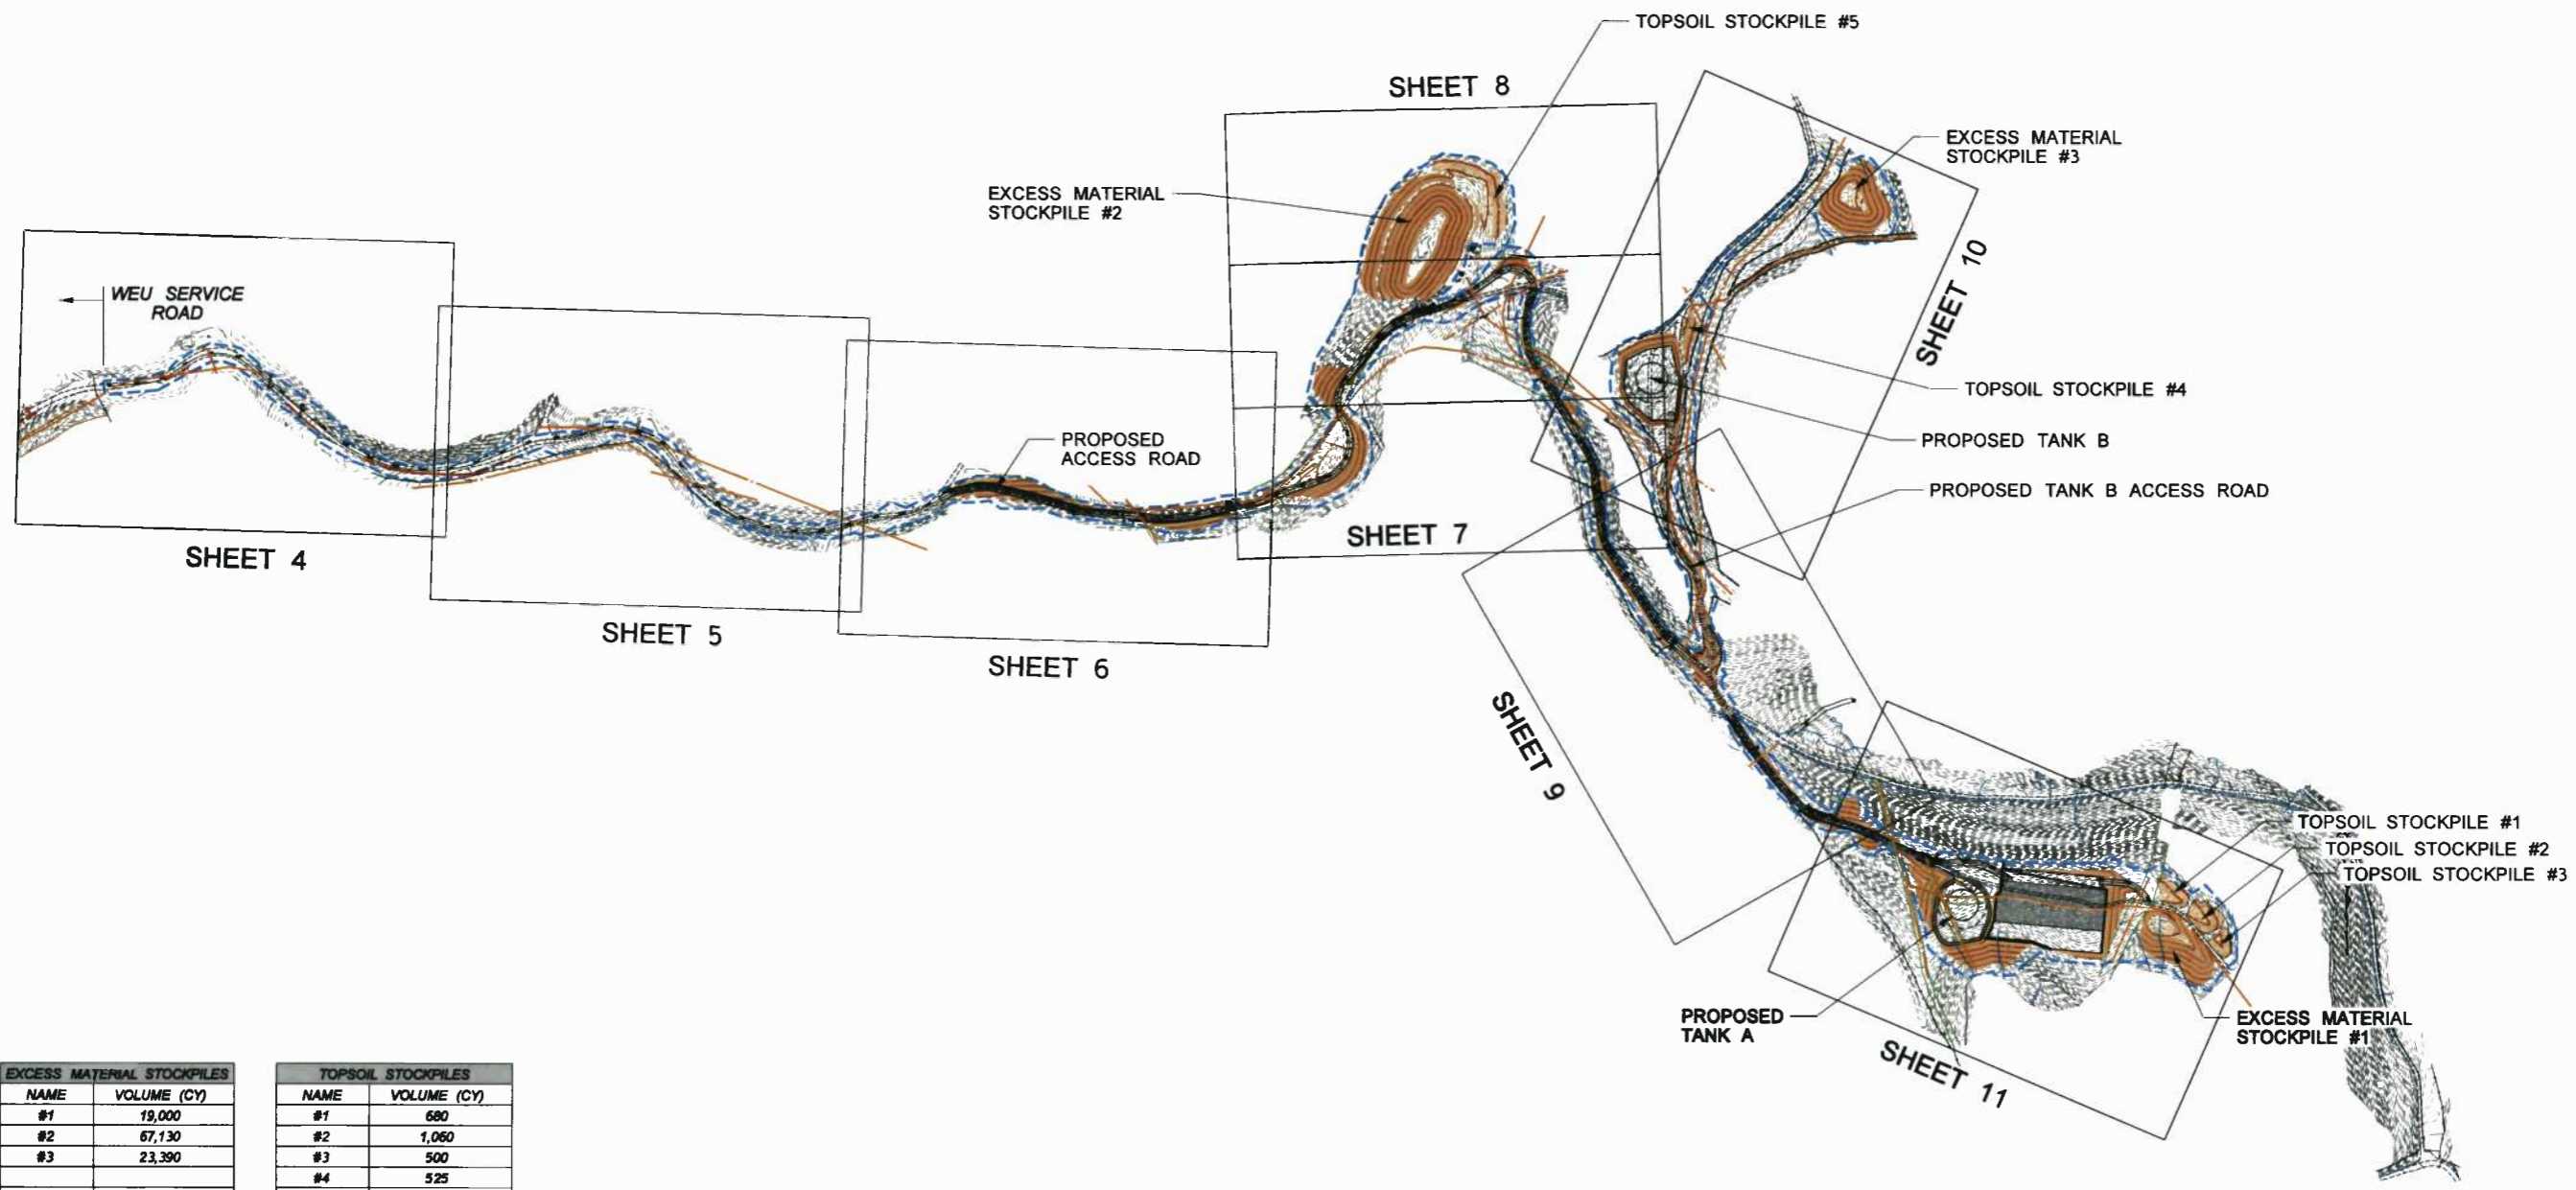 TOPSOIL STOCKPILE #5
SHEET 8
EXCESS MATERIAL
STOCKPILE #3
EXCESS MATERIAL
STOCKPILE #2
SHEET 10
WEU SERVICE
ROAD
TOPSOIL STOCKPILE #4
PROPOSED
ACCESS ROAD
PROPOSED TANK B
PROPOSED TANK B ACCESS ROAD
SHEET 7
SHEET 4
SHEET 5
SHEET 6
SHEET 9
TOPSOIL STOCKPILE #1
TOPSOIL STOCKPILE #2
TOPSOIL STOCKPILE #3
PROPOSED
TANK A
EXCESS MATERIAL
STOCKPILE #1
SHEET 11
EXCESS MATERIAL STOCKPILES
NAME VOLUME (CY)
#1 19,000
#2 67,130
#3 23,390
TOPSOIL STOCKPILES
NAME VOLUME (CY)
#1 680
#2 1,060
#3 500
#4 525